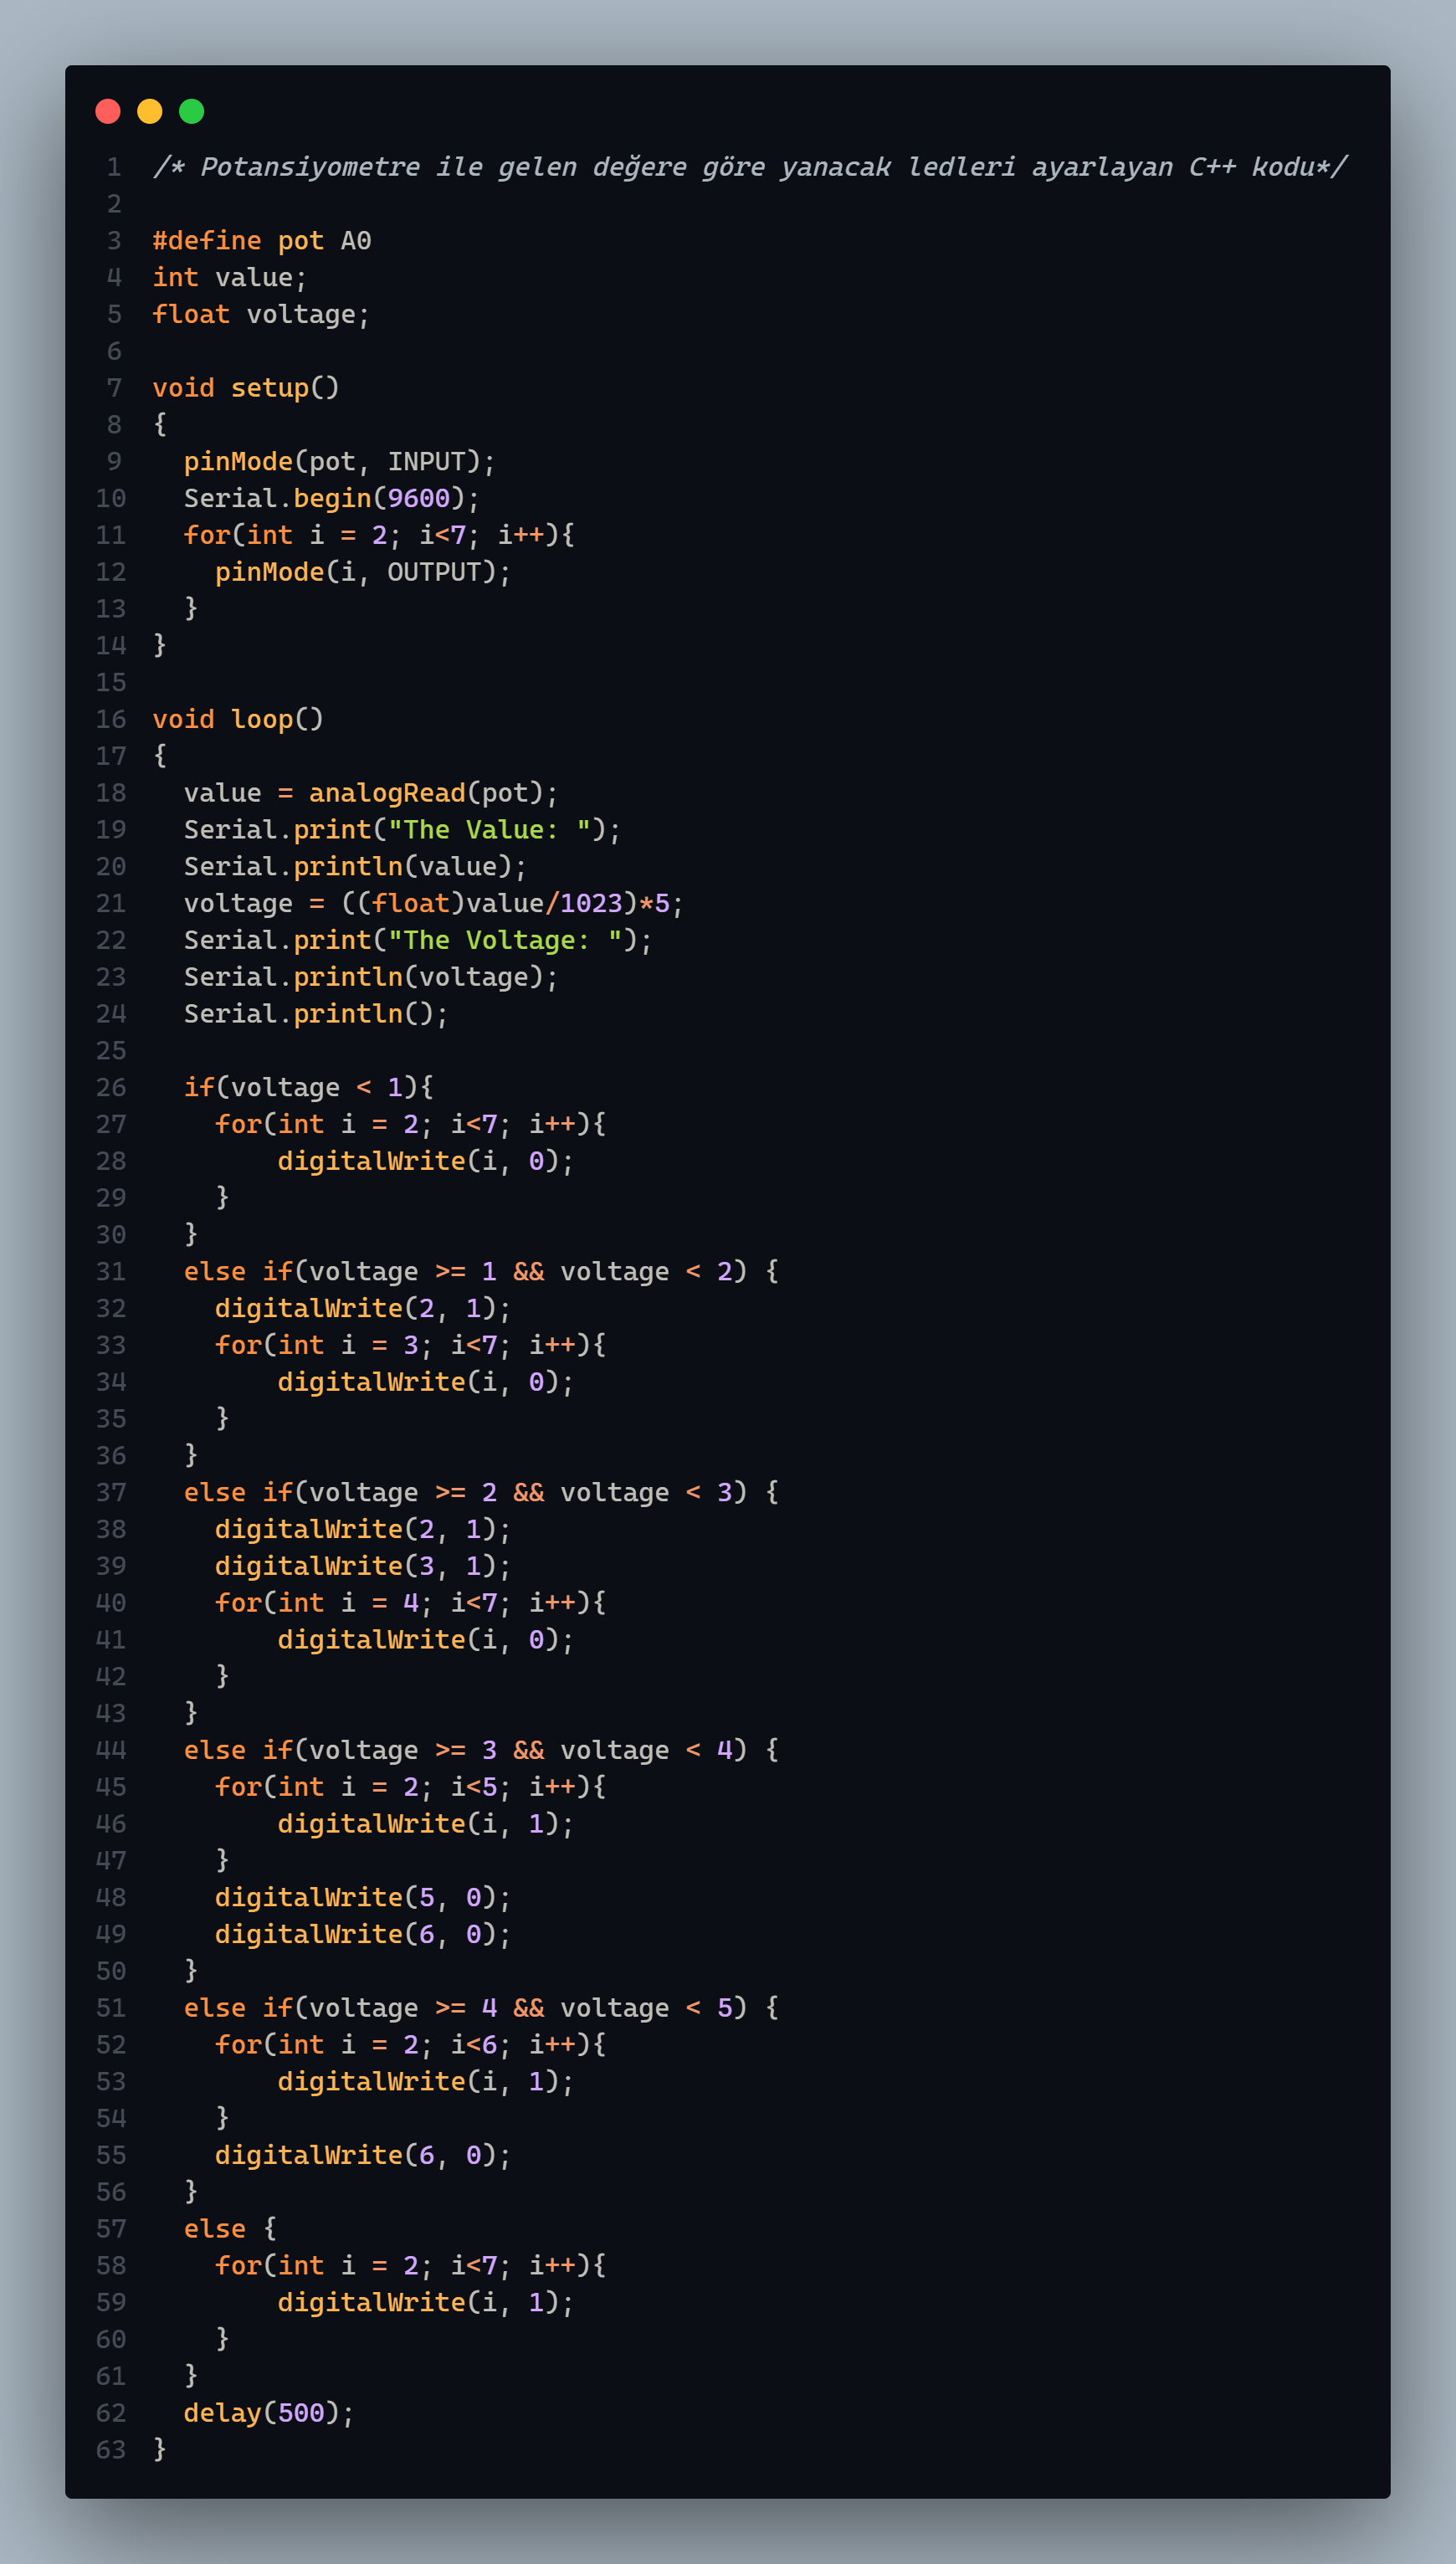 1 /* Potansiyometre ile gelen değere göre yanacak ledleri ayarlayan C++ kodu*/
2
3 #define pot A0
4 int value;
5 float voltage;
6
7 void setup()
8 {
9   pinMode(pot, INPUT);
10   Serial.begin(9600);
11   for(int i = 2; i<7; i++){
12     pinMode(i, OUTPUT);
13   }
14 }
15
16 void loop()
17 {
18   value = analogRead(pot);
19   Serial.print("The Value: ");
20   Serial.println(value);
21   voltage = ((float)value/1023)*5;
22   Serial.print("The Voltage: ");
23   Serial.println(voltage);
24   Serial.println();
25
26   if(voltage < 1){
27     for(int i = 2; i<7; i++){
28         digitalWrite(i, 0);
29     }
30   }
31   else if(voltage >= 1 && voltage < 2) {
32     digitalWrite(2, 1);
33     for(int i = 3; i<7; i++){
34         digitalWrite(i, 0);
35     }
36   }
37   else if(voltage >= 2 && voltage < 3) {
38     digitalWrite(2, 1);
39     digitalWrite(3, 1);
40     for(int i = 4; i<7; i++){
41         digitalWrite(i, 0);
42     }
43   }
44   else if(voltage >= 3 && voltage < 4) {
45     for(int i = 2; i<5; i++){
46         digitalWrite(i, 1);
47     }
48     digitalWrite(5, 0);
49     digitalWrite(6, 0);
50   }
51   else if(voltage >= 4 && voltage < 5) {
52     for(int i = 2; i<6; i++){
53         digitalWrite(i, 1);
54     }
55     digitalWrite(6, 0);
56   }
57   else {
58     for(int i = 2; i<7; i++){
59         digitalWrite(i, 1);
60     }
61   }
62   delay(500);
63 }